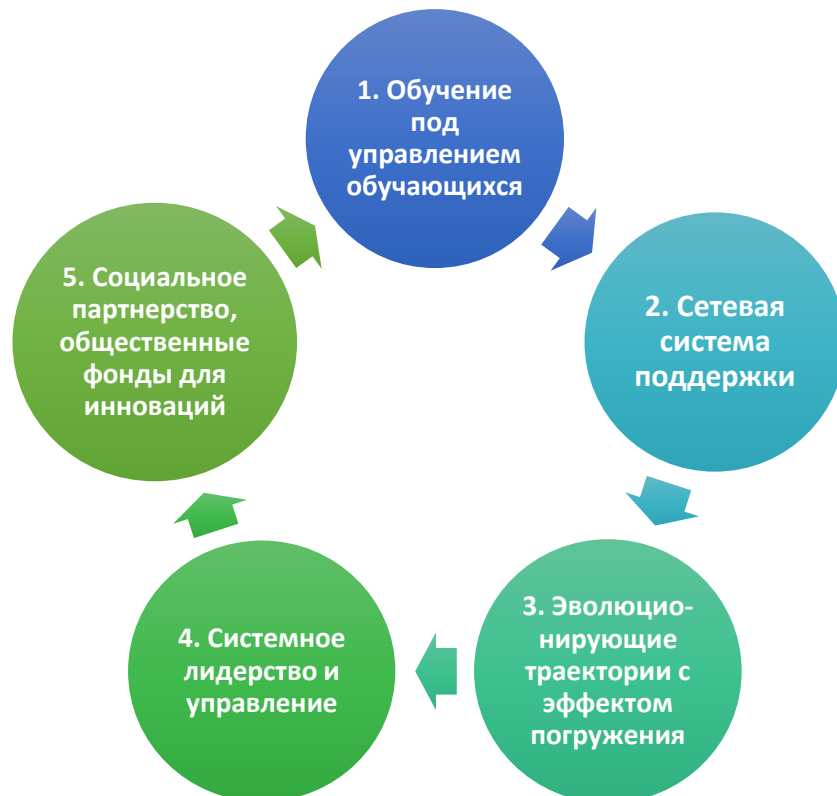 1. Обучение
под
управлением
обучающихся
2. Сетевая
система
поддержки
3. Эволюцио-
нирующие
траектории с
эффектом
погружения
4. Системное
лидерство и
управление
5. Социальное
партнерство,
общественные
фонды для
инноваций